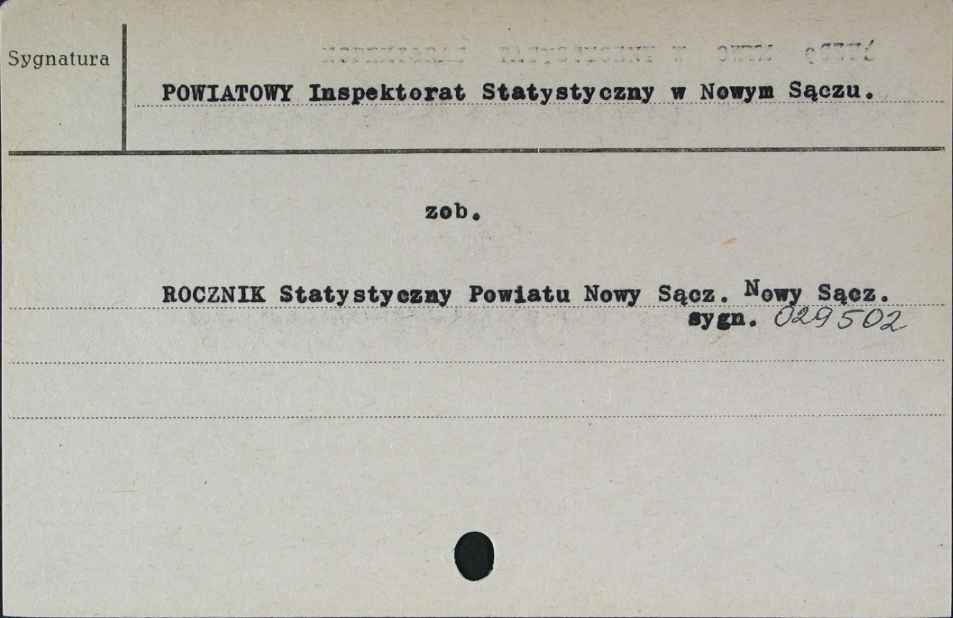 Sygnatura
POWIATOWY Inspektorat Statystyczny w Nowym Sączu.
zob.
ROCZNIK Statystyczny Powiatu Nowy Sącz. Nowy Sącz.
sygn. 029502